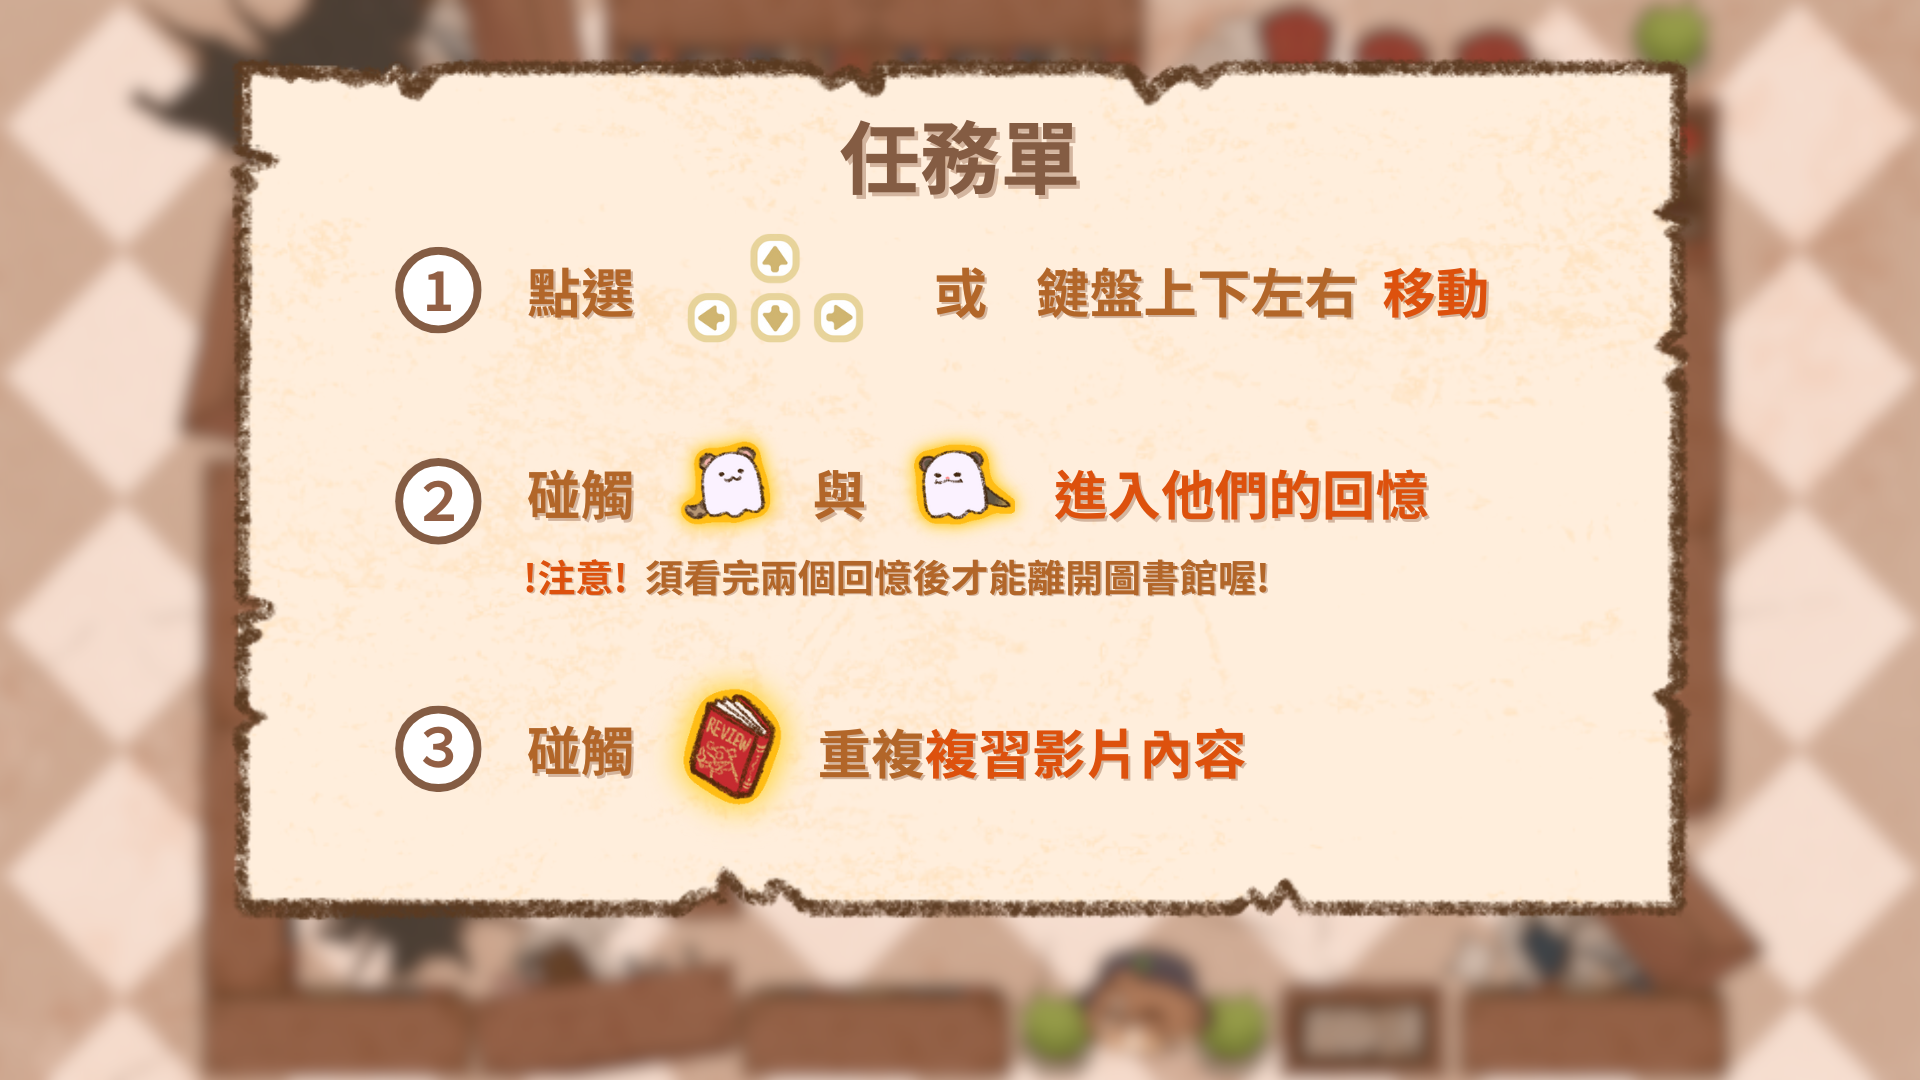 任務單
1 點選 或 鍵盤上下左右 移動
2 碰觸 與 進入他們的回憶
!注意! 須看完兩個回憶後才能離開圖書館喔!
3 碰觸 REVIEW 重複複習影片內容